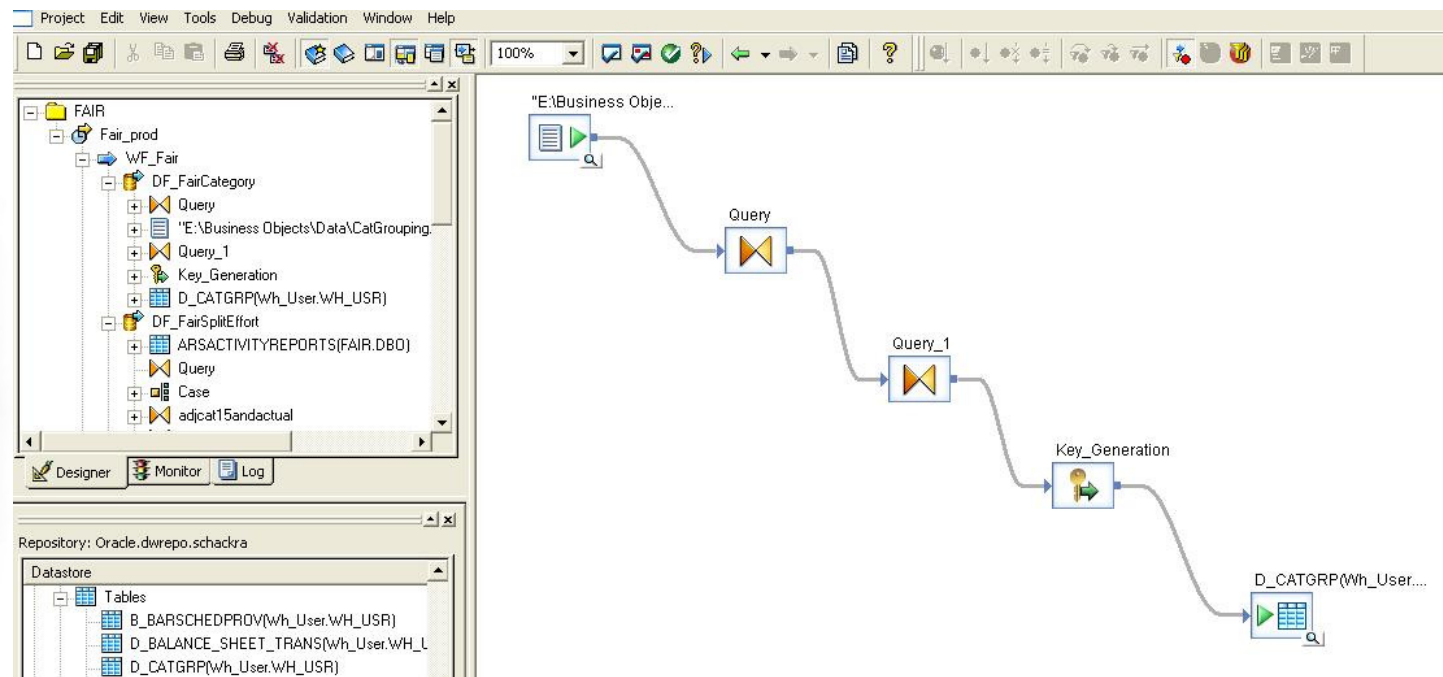 Project Edit View Tools Debug Validation Window Help
100%
FAIR
Fair_prod
WF_Fair
DF_FairCategory
Query
"E:\Business Objects\Data\CatGrouping.
Query_1
Key_Generation
D_CATGRP(Wh_User.WH_USR)
DF_FairSplitEffort
ARSACTIVITYREPORTS(FAIR.DBO)
Query
Case
adjcat15andactual
Designer Monitor Log
Repository: Oracle.dwrepo.schackra
Datastore
Tables
B_BARSCHEDPROV(Wh_User.WH_USR)
D_BALANCE_SHEET_TRANS(Wh_User.WH_U
D_CATGRP(Wh_User.WH_USR)
"E:\Business Obje...
Query
Query_1
Key_Generation
D_CATGRP(Wh_User....